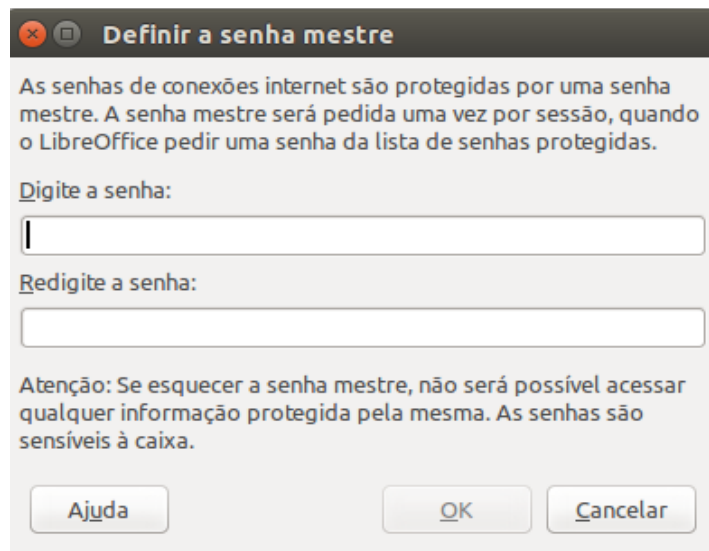 Definir a senha mestre
As senhas de conexões internet são protegidas por uma senha
mestre. A senha mestre será pedida uma vez por sessão, quando
o LibreOffice pedir uma senha da lista de senhas protegidas.
Digite a senha:
Redigite a senha:
Atenção: Se esquecer a senha mestre, não será possível acessar
qualquer informação protegida pela mesma. As senhas são
sensíveis à caixa.
Ajuda OK Cancelar